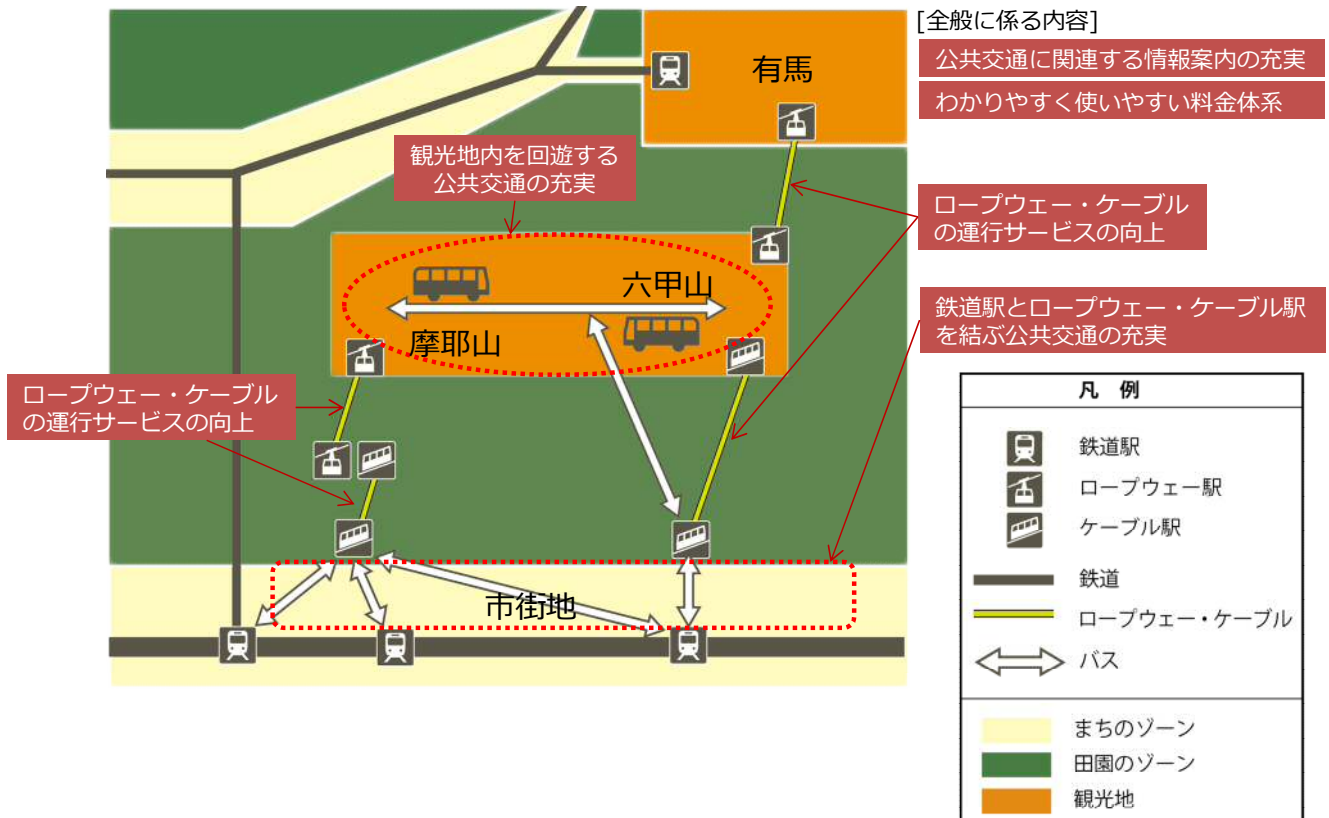 [全般に係る内容]
公共交通に関連する情報案内の充実
わかりやすく使いやすい料金体系
有馬
観光地内を回遊する
公共交通の充実
ロープウェー・ケーブル
の運行サービスの向上
六甲山
摩耶山
鉄道駅とロープウェー・ケーブル駅
を結ぶ公共交通の充実
ロープウェー・ケーブル
の運行サービスの向上
市街地
凡 例
鉄道駅
ロープウェー駅
ケーブル駅
鉄道
ロープウェー・ケーブル
バス
まちのゾーン
田園のゾーン
観光地